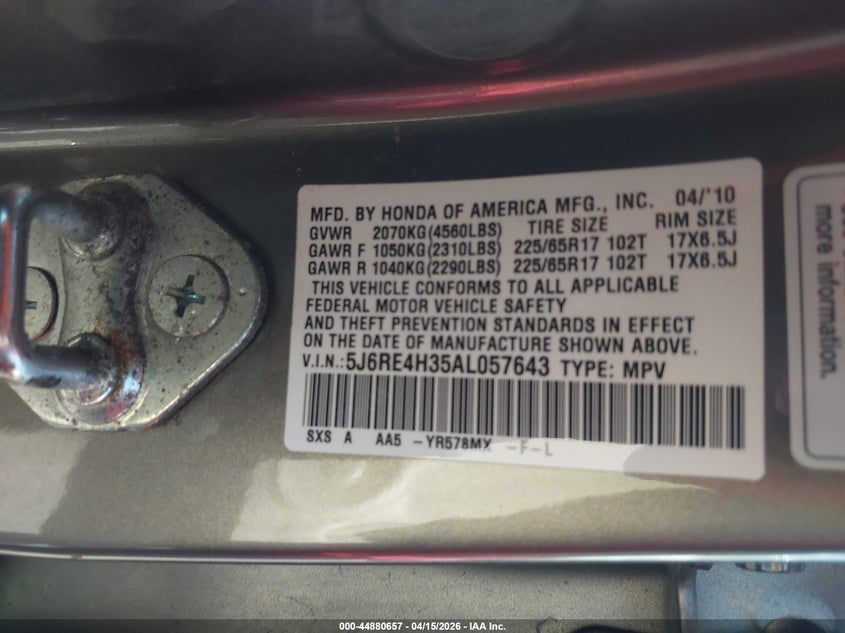 MFD. BY HONDA OF AMERICA MFG., INC. 04/'10
GVWR 2070KG(4560LBS) TIRE SIZE RIM SIZE
GAWR F 1050KG(2310LBS) 225/65R17 102T 17X6.5J
GAWR R 1040KG(2290LBS) 225/65R17 102T 17X6.5J
THIS VEHICLE CONFORMS TO ALL APPLICABLE
FEDERAL MOTOR VEHICLE SAFETY
AND THEFT PREVENTION STANDARDS IN EFFECT
ON THE DATE OF MANUFACTURE SHOWN ABOVE.
V.I.N.:5J6RE4H35AL057643 TYPE: MPV
SXS A AA5 -YR578MX -F-L
more information.
000-44880657 - 04/15/2026 - IAA Inc.